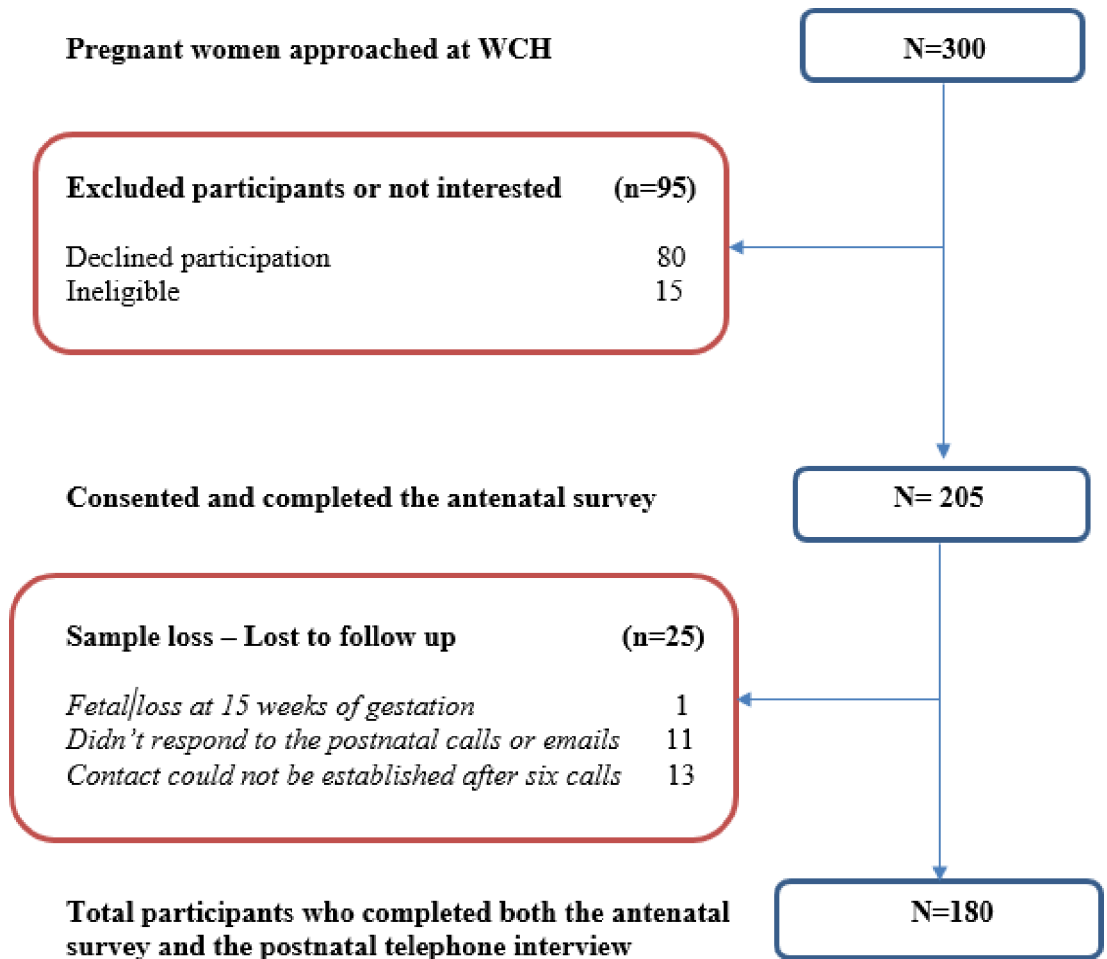 Pregnant women approached at WCH N=300
Excluded participants or not interested (n=95)
Declined participation 80
Ineligible 15
Consented and completed the antenatal survey N= 205
Sample loss – Lost to follow up (n=25)
Fetal/loss at 15 weeks of gestation 1
Didn't respond to the postnatal calls or emails 11
Contact could not be established after six calls 13
Total participants who completed both the antenatal N=180
survey and the postnatal telephone interview